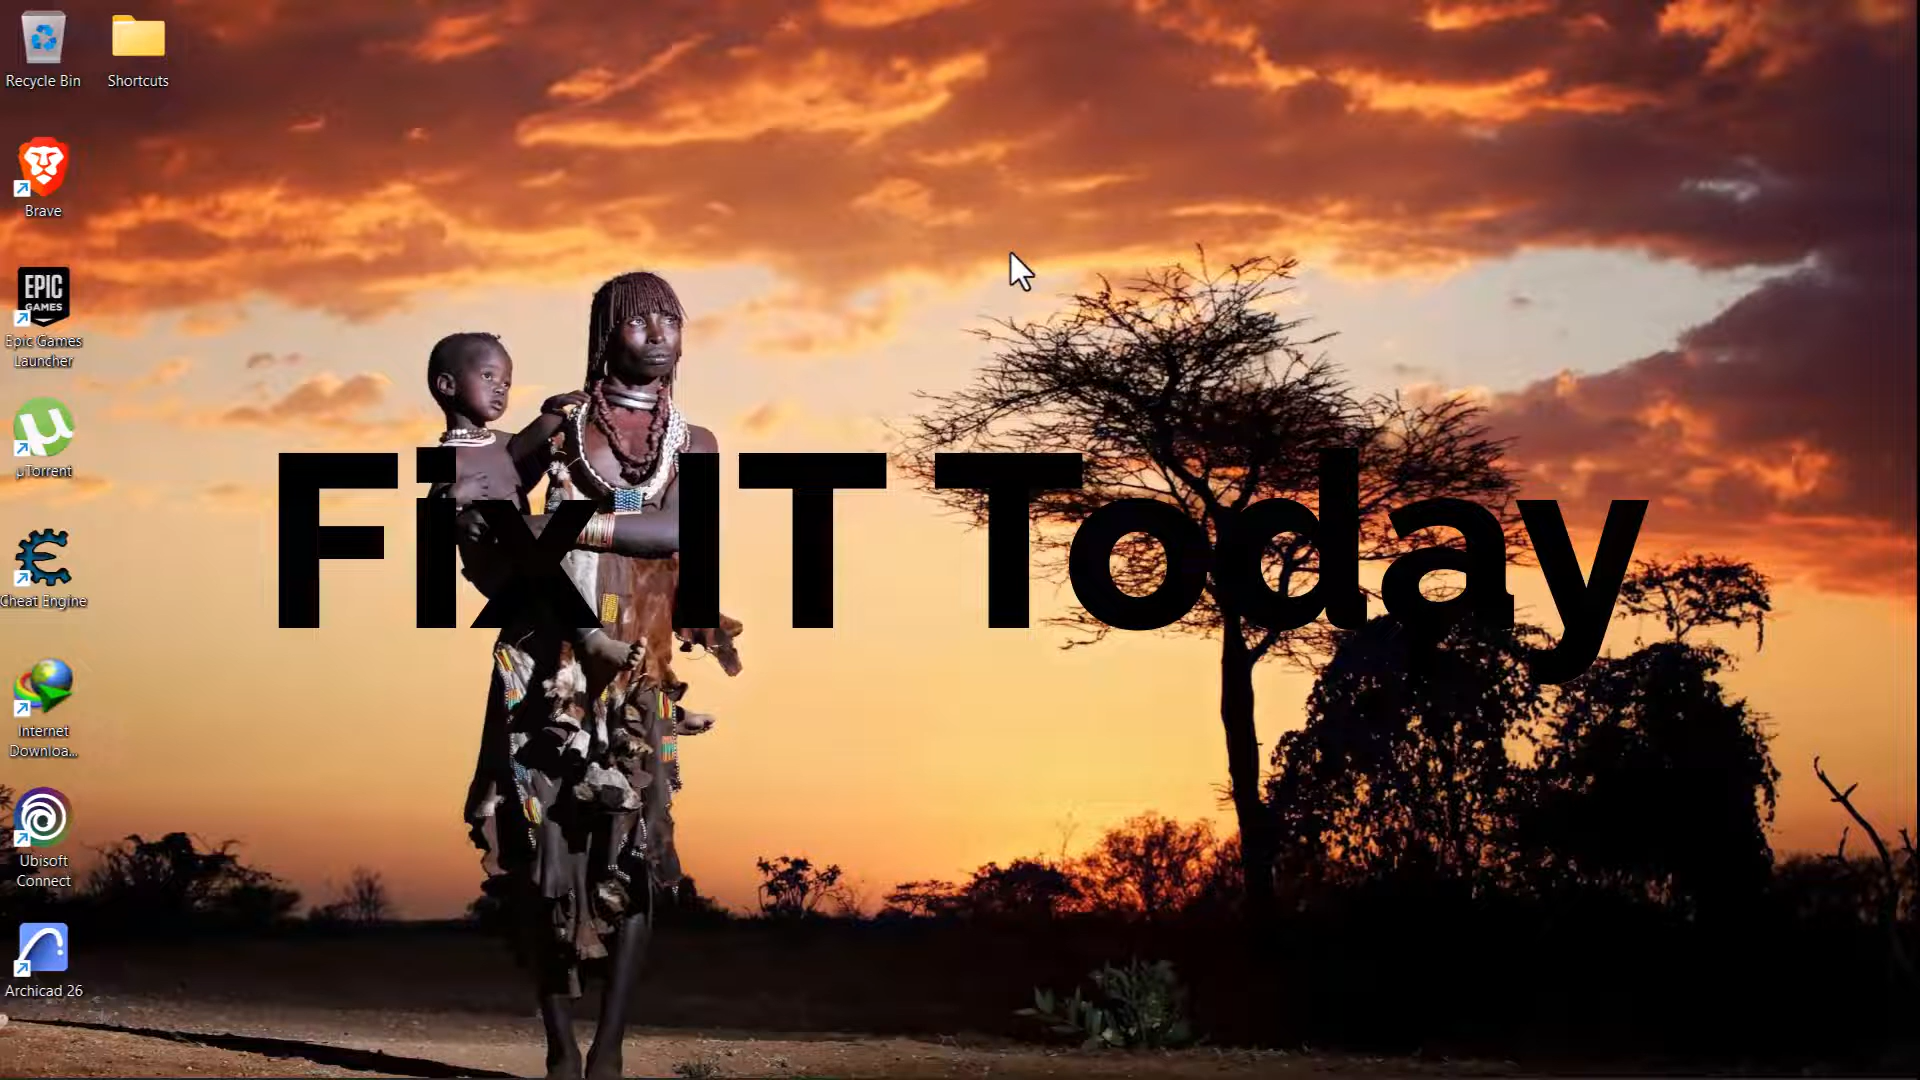 Recycle Bin
Shortcuts
Brave
EPIC
GAMES
Epic Games
Launcher
µTorrent
Cheat Engine
Internet
Downloa...
Ubisoft
Connect
Archicad 26
Fix IT Today